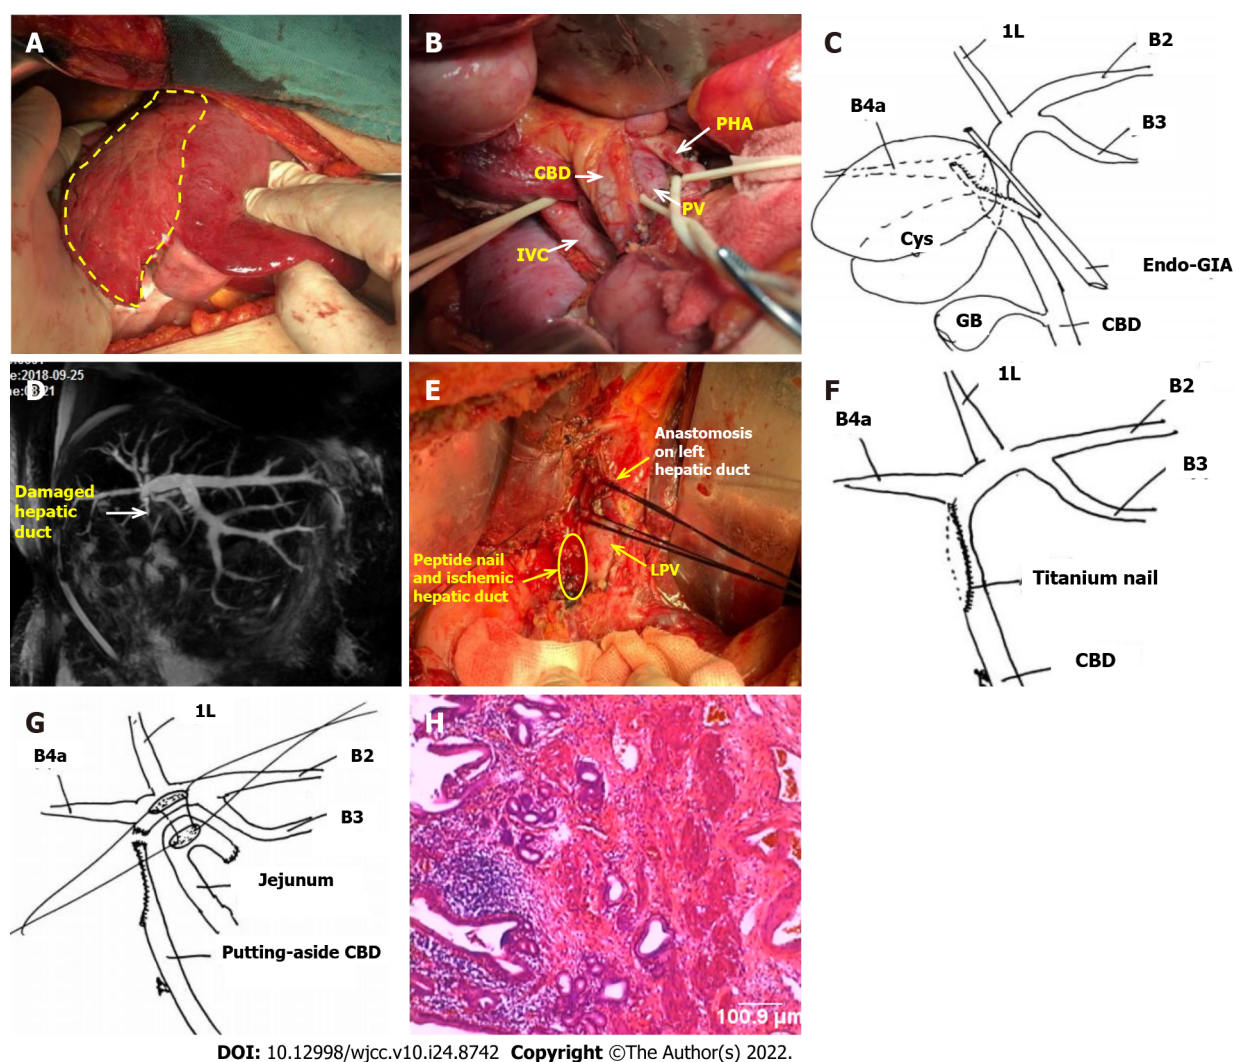 A
B
PHA
CBD
PV
IVC
C
1L
B2
B4a
B3
Cys
Endo-GIA
GB
CBD
D
e:2018-09-25
Damaged
hepatic
duct
E
Anastomosis
on left
hepatic duct
Peptide nail
and ischemic
hepatic duct
LPV
F
1L
B2
B4a
B3
Titanium nail
CBD
G
1L
B4a
B2
B3
Jejunum
Putting-aside CBD
H
100.9 μm
DOI: 10.12998/wjcc.v10.i24.8742 Copyright ©The Author(s) 2022.